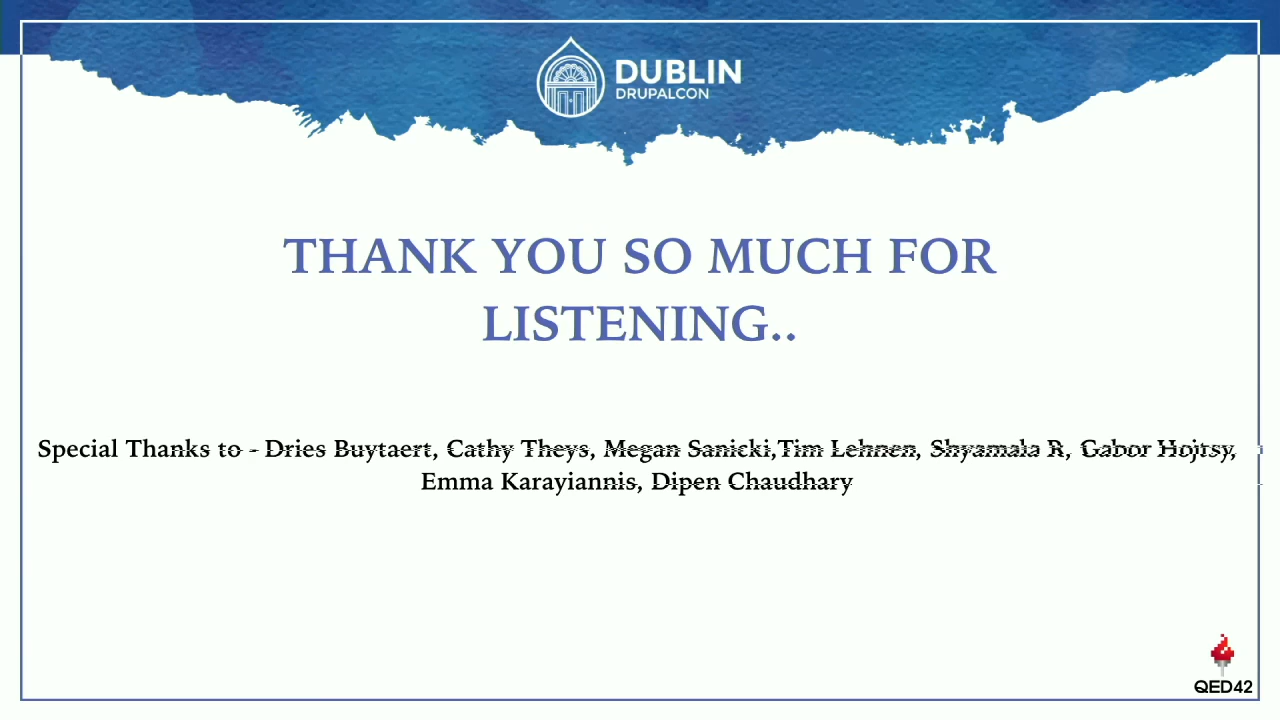 DUBLIN
DRUPALCON
THANK YOU SO MUCH FOR
LISTENING..
Special Thanks to - Dries Buytaert, Cathy Theys, Megan Sanicki,Tim Lehnen, Shyamala R, Gabor Hojtsy,
Emma Karayiannis, Dipen Chaudhary
QED42